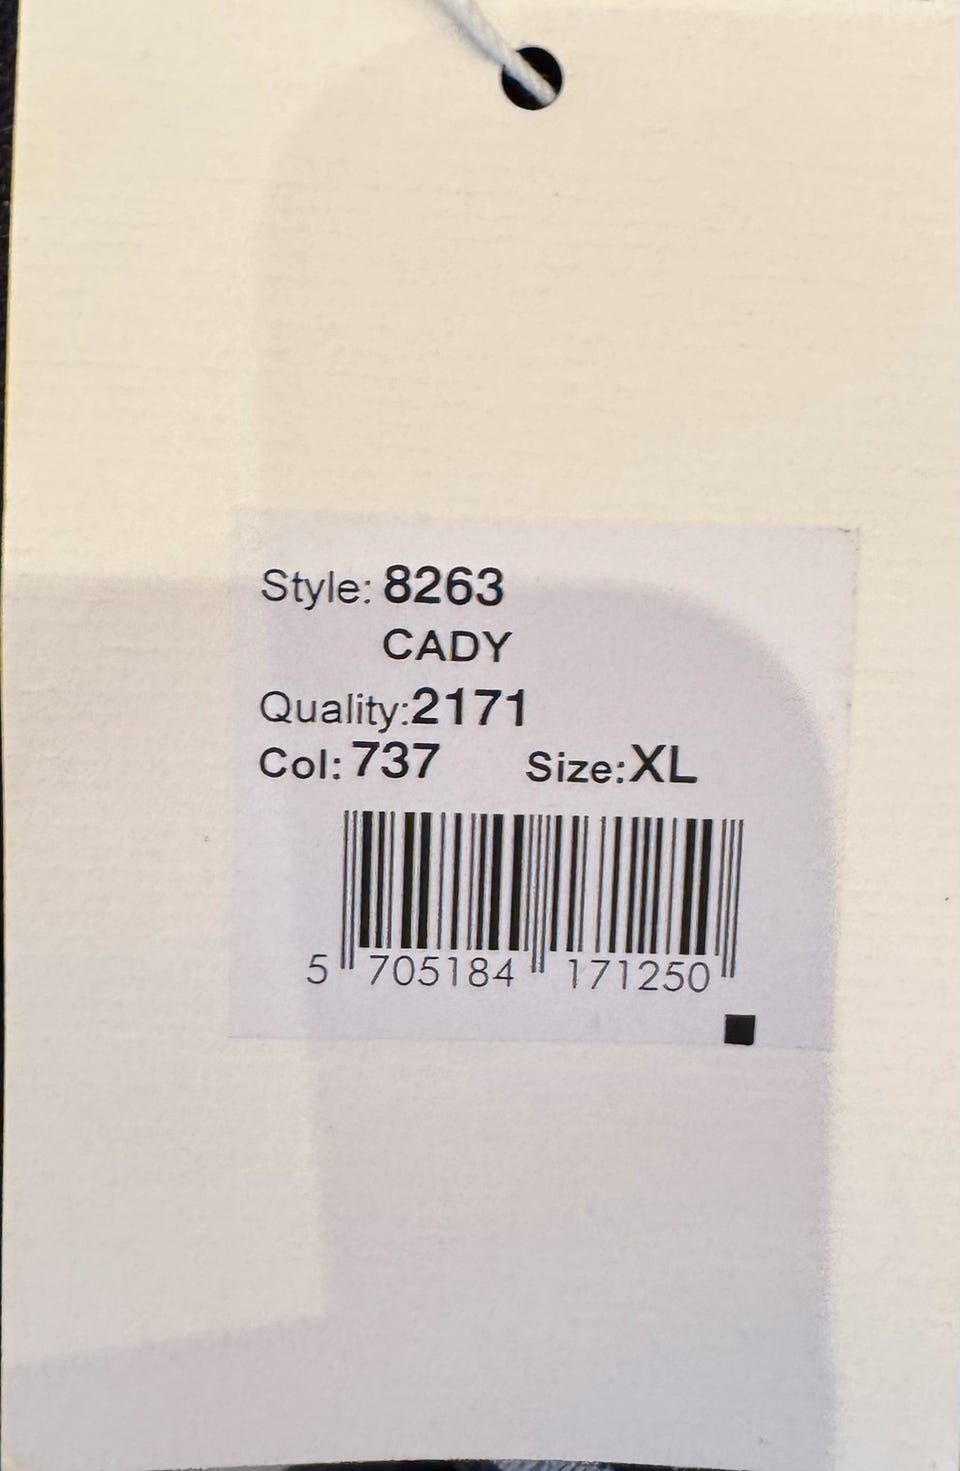 Style: 8263
CADY
Quality:2171
Col: 737 Size:XL
5 705184 171250